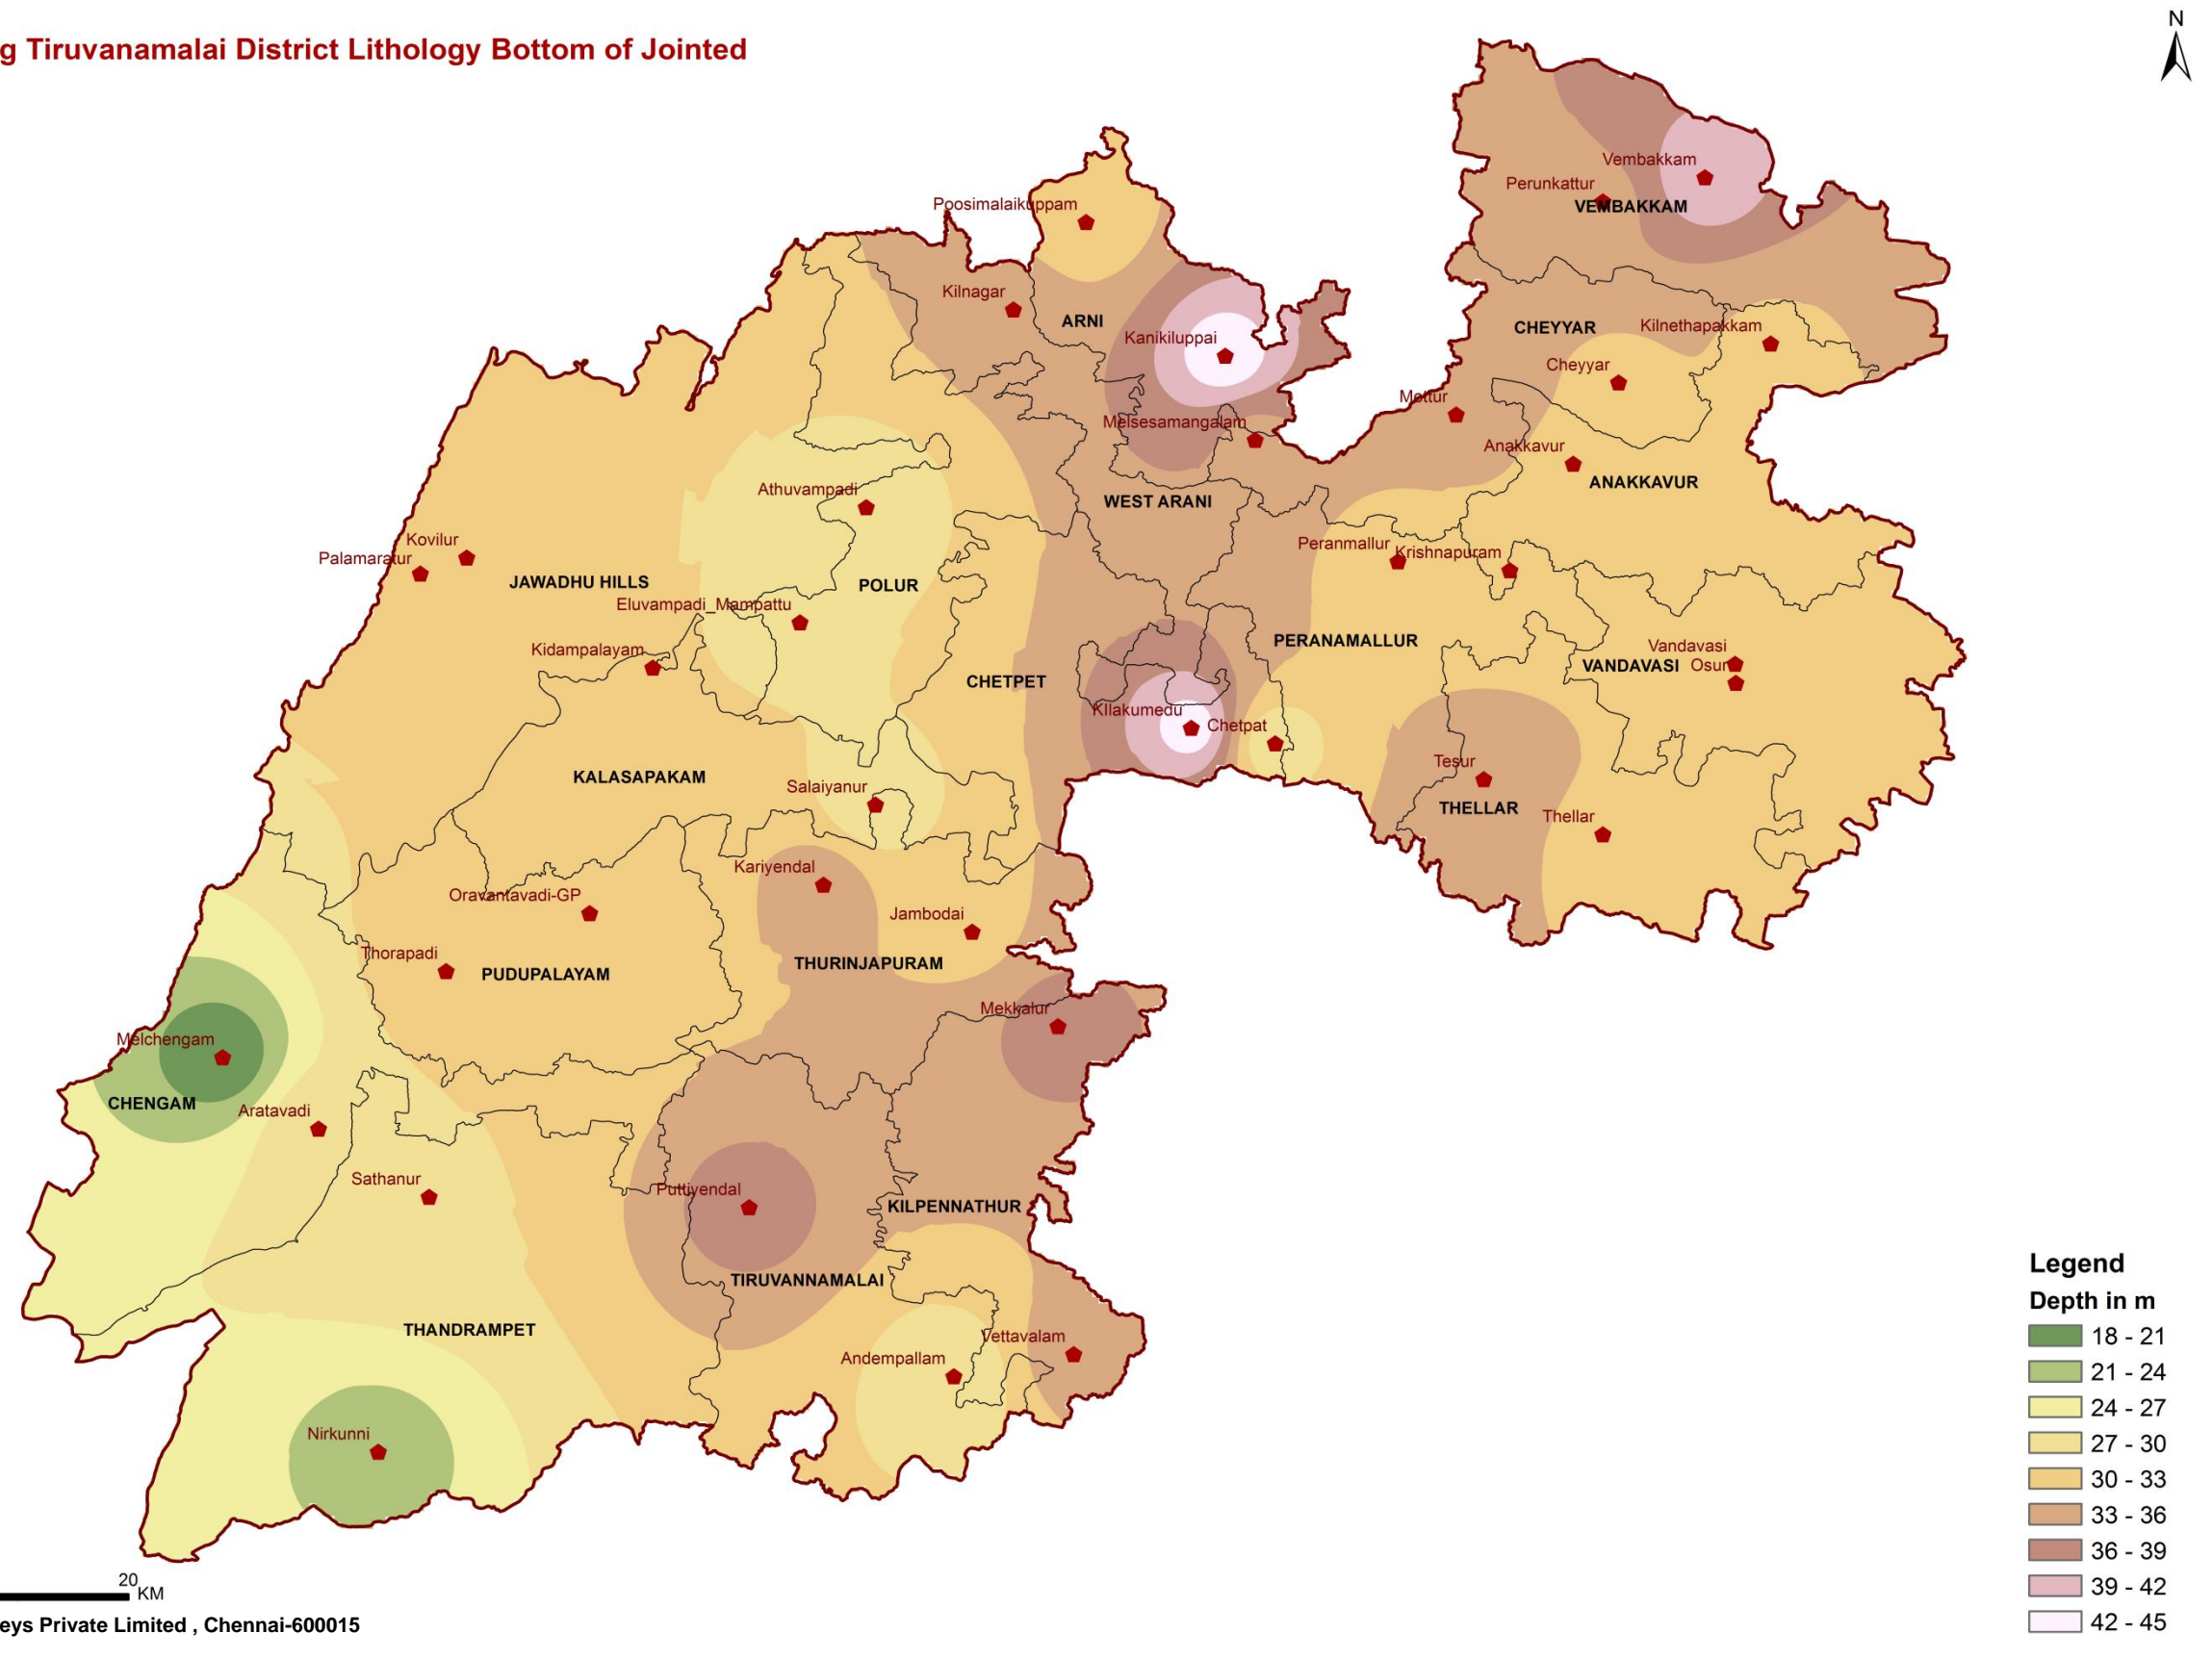 N
g Tiruvanamalai District Lithology Bottom of Jointed
Vembakkam
Perunkattur
VEMBAKKAM
Poosimalaikuppam
Kilnagar
ARNI
CHEYYAR
Kilnethapakkam
Kanikiluppai
Cheyyar
Mottur
Melsesamangalam
Anakkavur
ANAKKAVUR
Athuvampadi
WEST ARANI
Kovilur
Palamaratur
Peranmallur
Krishnapuram
JAWADHU HILLS
POLUR
Eluvampadi_Mampattu
PERANAMALLUR
Vandavasi
Kidampalayam
VANDAVASI
Osur
CHETPET
KIlakumedu
Chetpat
Tesur
KALASAPAKAM
Salaiyanur
THELLAR
Thellar
Kariyendal
Oravantavadi-GP
Jambodai
Thorapadi
THURINJAPURAM
PUDUPALAYAM
Mekkalur
Melchengam
CHENGAM
Aratavadi
Sathanur
Puttiyendal
KILPENNATHUR
TIRUVANNAMALAI
THANDRAMPET
Vettavalam
Andempallam
Nirkunni
Legend
Depth in m
18 - 21
21 - 24
24 - 27
27 - 30
30 - 33
33 - 36
36 - 39
39 - 42
42 - 45
20
KM
eys Private Limited , Chennai-600015